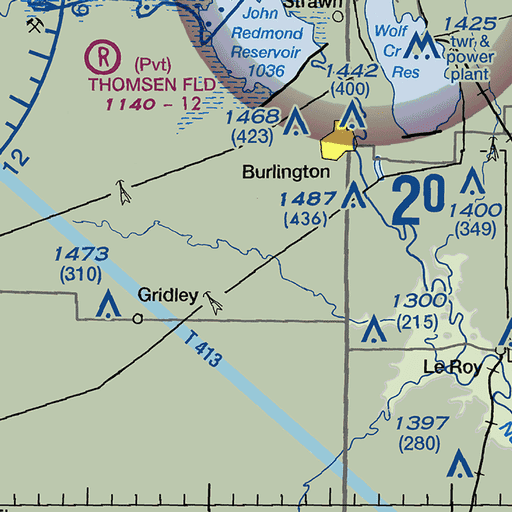 Strawn
John
Redmond
Reservoir
1036
Wolf
Cr
Res
1425
twr &
power
plant
R
(Pvt)
THOMSEN FLD
1140 - 12
1442
(400)
1468
(423)
12
Burlington
1487
(436)
20
1400
(349)
1473
(310)
Gridley
1300
(215)
T 413
Le Roy
1397
(280)